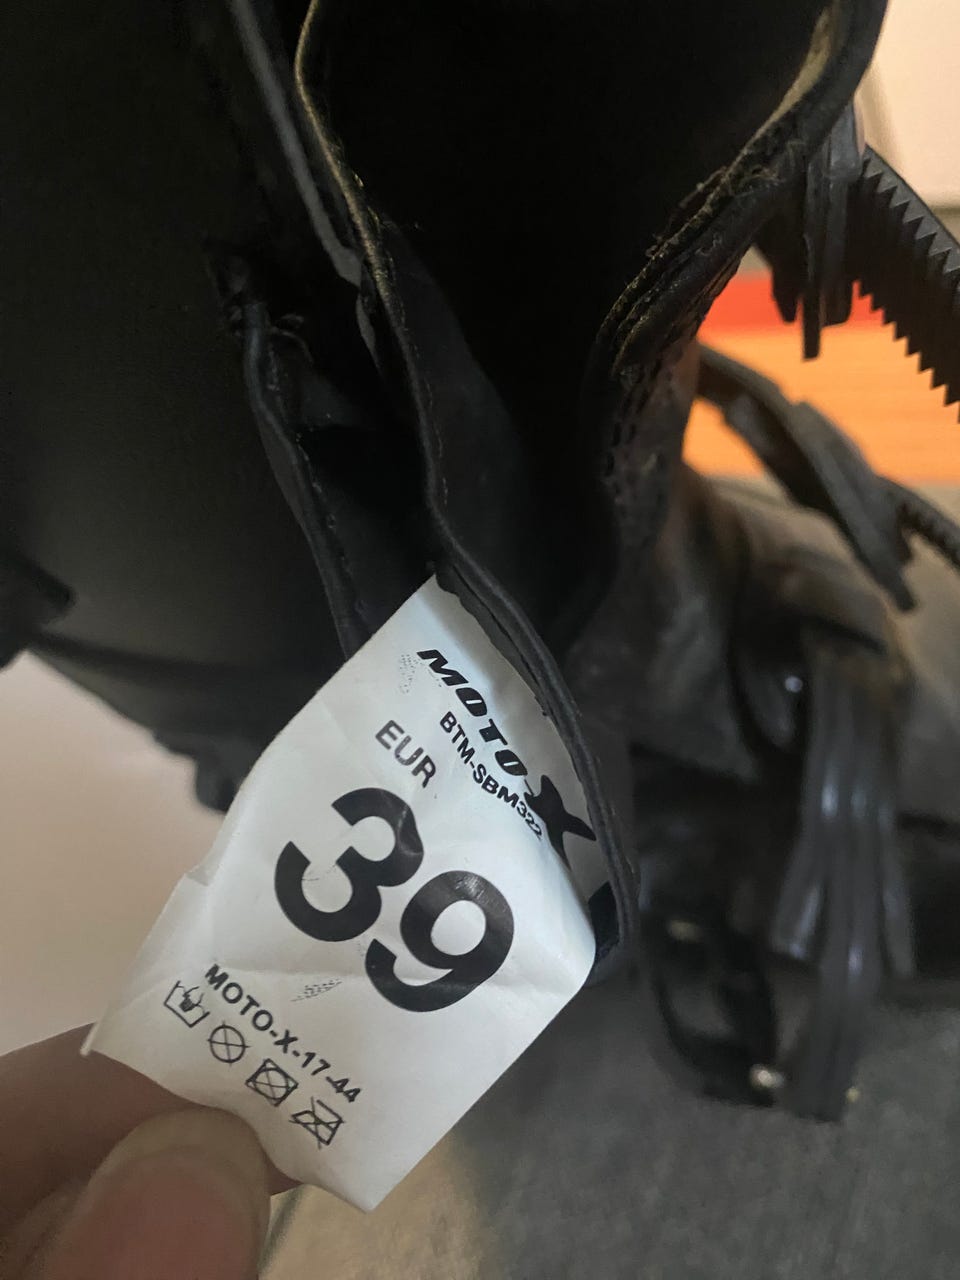 MOTO-X
BTM-SBM322
EUR
39
MOTO-X-17-44